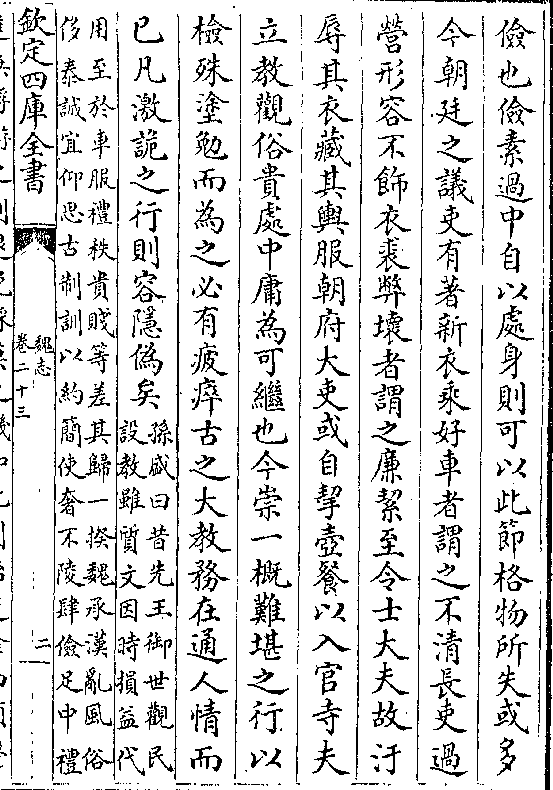 儉也儉素過中自以處身則可以此節格物所失或多
今朝廷之議吏有著新衣乗好車者謂之不清長吏過
營形容不飾衣裘弊壞者謂之廉絜至令士大夫故汙
辱其衣藏其輿服朝府大吏或自挈壺餐以入官寺夫
立教觀俗貴處中庸為可繼也今崇一概難堪之行以
檢殊塗勉而為之必有疲瘁古之大教務在通人情而
已凡激詭之行則容隱偽矣
孫盛曰昔先王御世觀民
設教雖質文因時損益代
用至於車服禮秩貴賤等差其歸一揆魏承漢亂風俗
侈泰誠宜仰思古制訓以約簡使奢不陵肆儉足中禮
欽定四庫全書
魏志
卷二十三
二